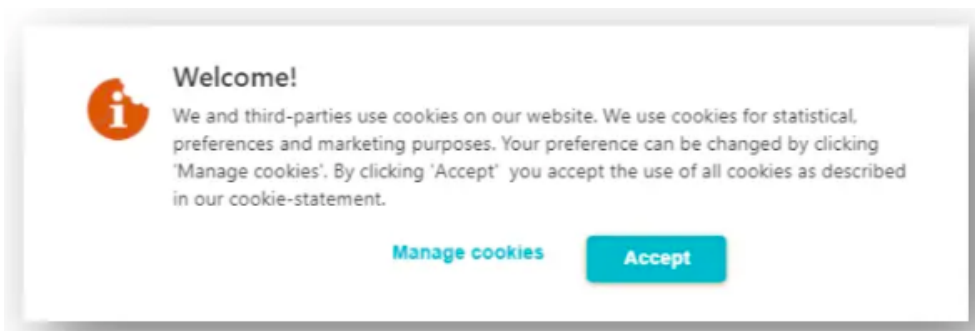 Welcome!
We and third-parties use cookies on our website. We use cookies for statistical,
preferences and marketing purposes. Your preference can be changed by clicking
'Manage cookies'. By clicking 'Accept' you accept the use of all cookies as described
in our cookie-statement.
Manage cookies Accept